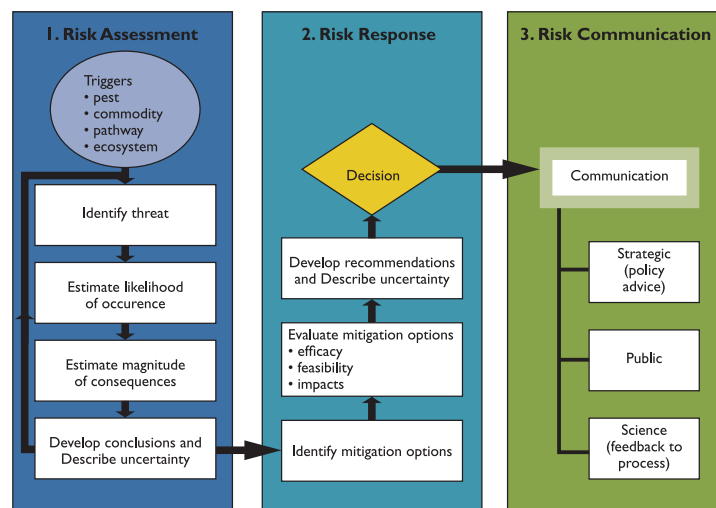 1. Risk Assessment
Triggers
• pest
• commodity
• pathway
• ecosystem
Identify threat
Estimate likelihood
of occurence
Estimate magnitude
of consequences
Develop conclusions and
Describe uncertainty
2. Risk Response
Decision
Develop recommendations
and Describe uncertainty
Evaluate mitigation options
• efficacy
• feasibility
• impacts
Identify mitigation options
3. Risk Communication
Communication
Strategic
(policy
advice)
Public
Science
(feedback to
process)